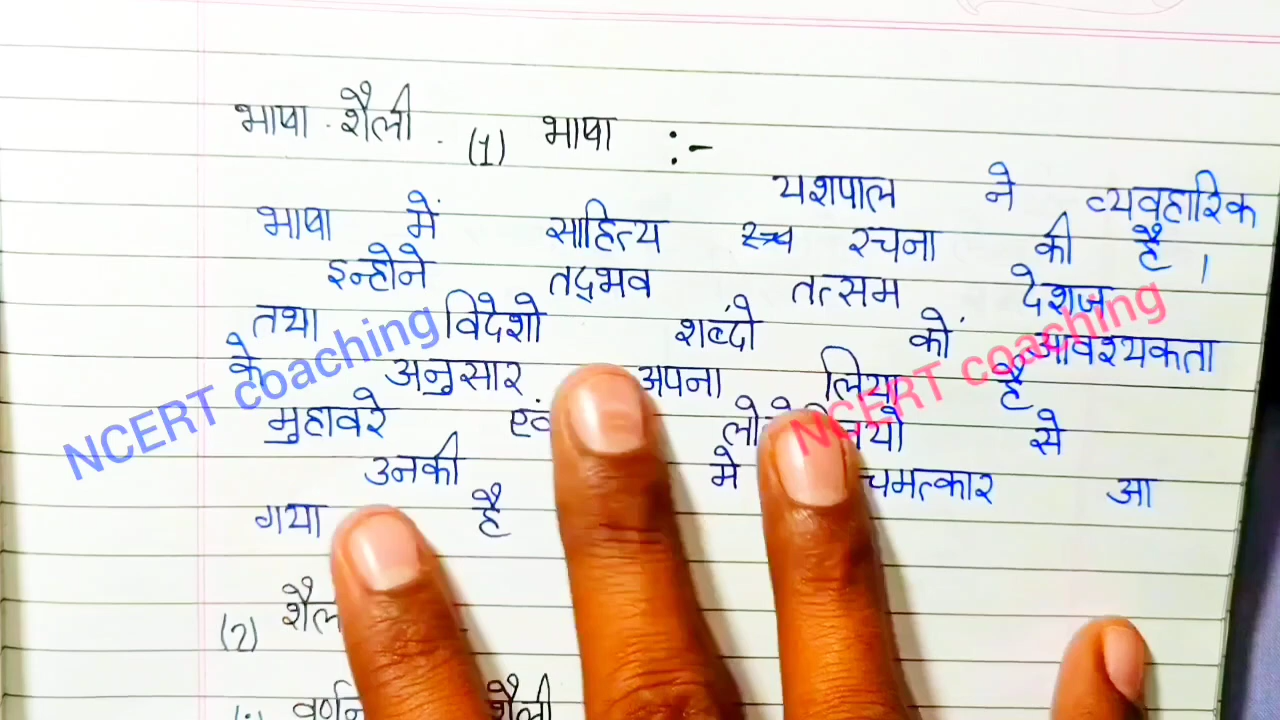 भाषा - शैली - (1) भाषा :-
यशपाल ने व्यवहारिक
भाषा में साहित्य रचना की है ।
इन्होने तद्भव तत्सम देशज
तथा विदेशो शब्दों को आवश्यकता
के अनुसार अपना लिया है
मुहावरे एवं से
उनकी मे चमत्कार आ
गया है
(2)
शैली
NCERT coaching
NCERT coaching